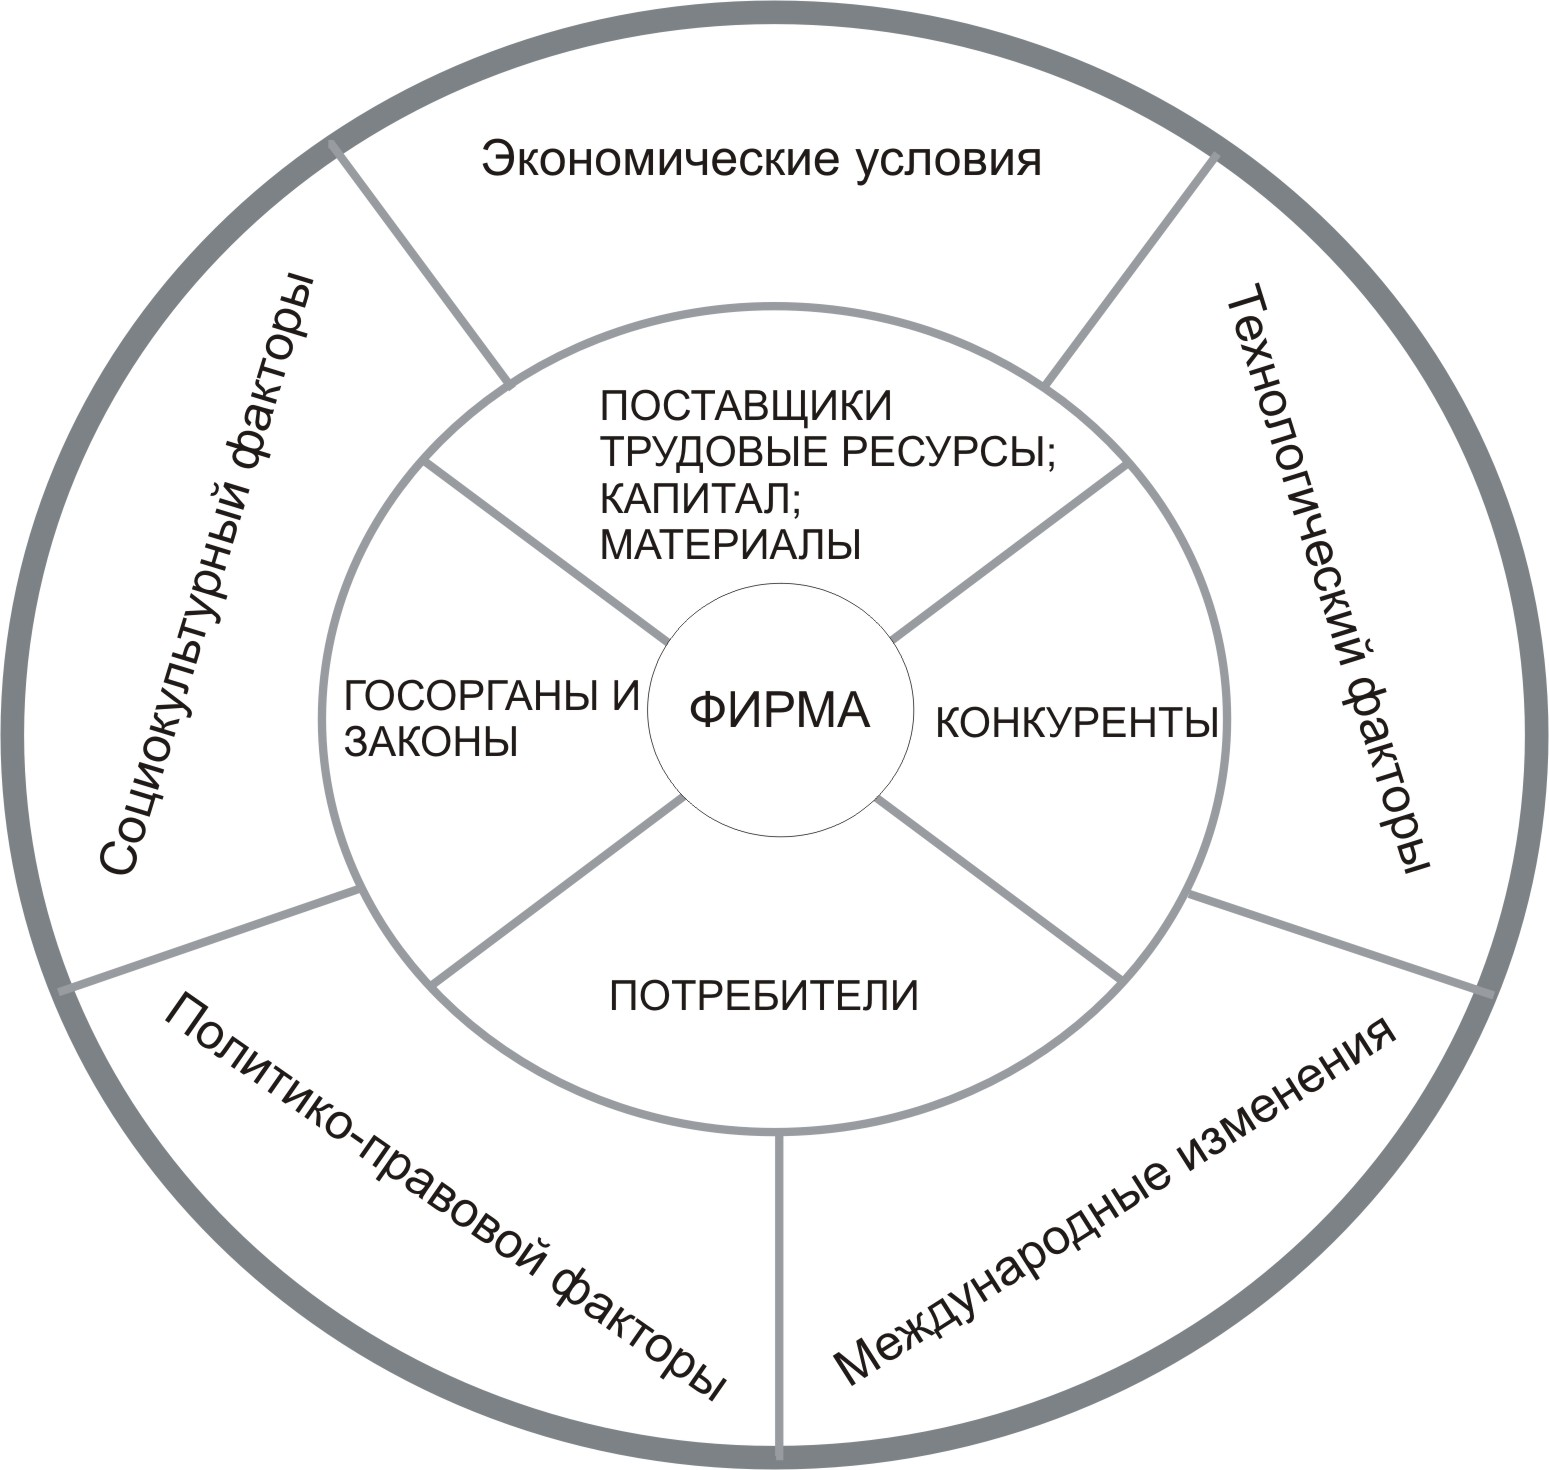 Экономические условия
Социокультурный факторы
Технологический факторы
ПОСТАВЩИКИ
ТРУДОВЫЕ РЕСУРСЫ;
КАПИТАЛ;
МАТЕРИАЛЫ
ГОСОРГАНЫ И
ЗАКОНЫ
ФИРМА
КОНКУРЕНТЫ
ПОТРЕБИТЕЛИ
Политико-правовой факторы
Международные изменения